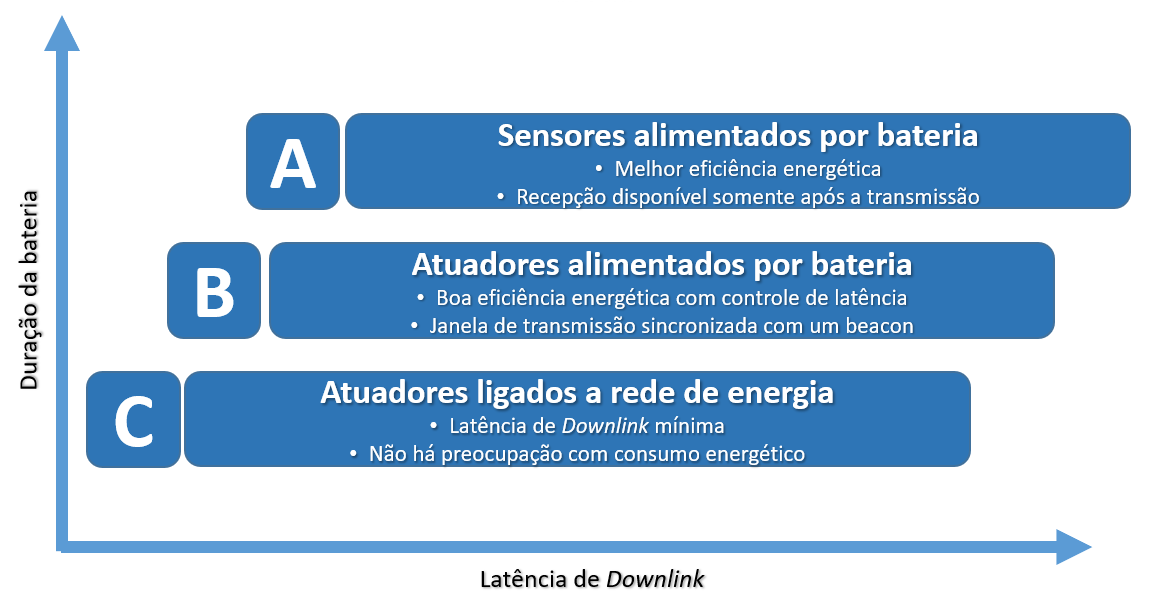 Duração da bateria
A
Sensores alimentados por bateria
• Melhor eficiência energética
• Recepção disponível somente após a transmissão
B
Atuadores alimentados por bateria
• Boa eficiência energética com controle de latência
• Janela de transmissão sincronizada com um beacon
C
Atuadores ligados a rede de energia
• Latência de Downlink mínima
• Não há preocupação com consumo energético
Latência de Downlink